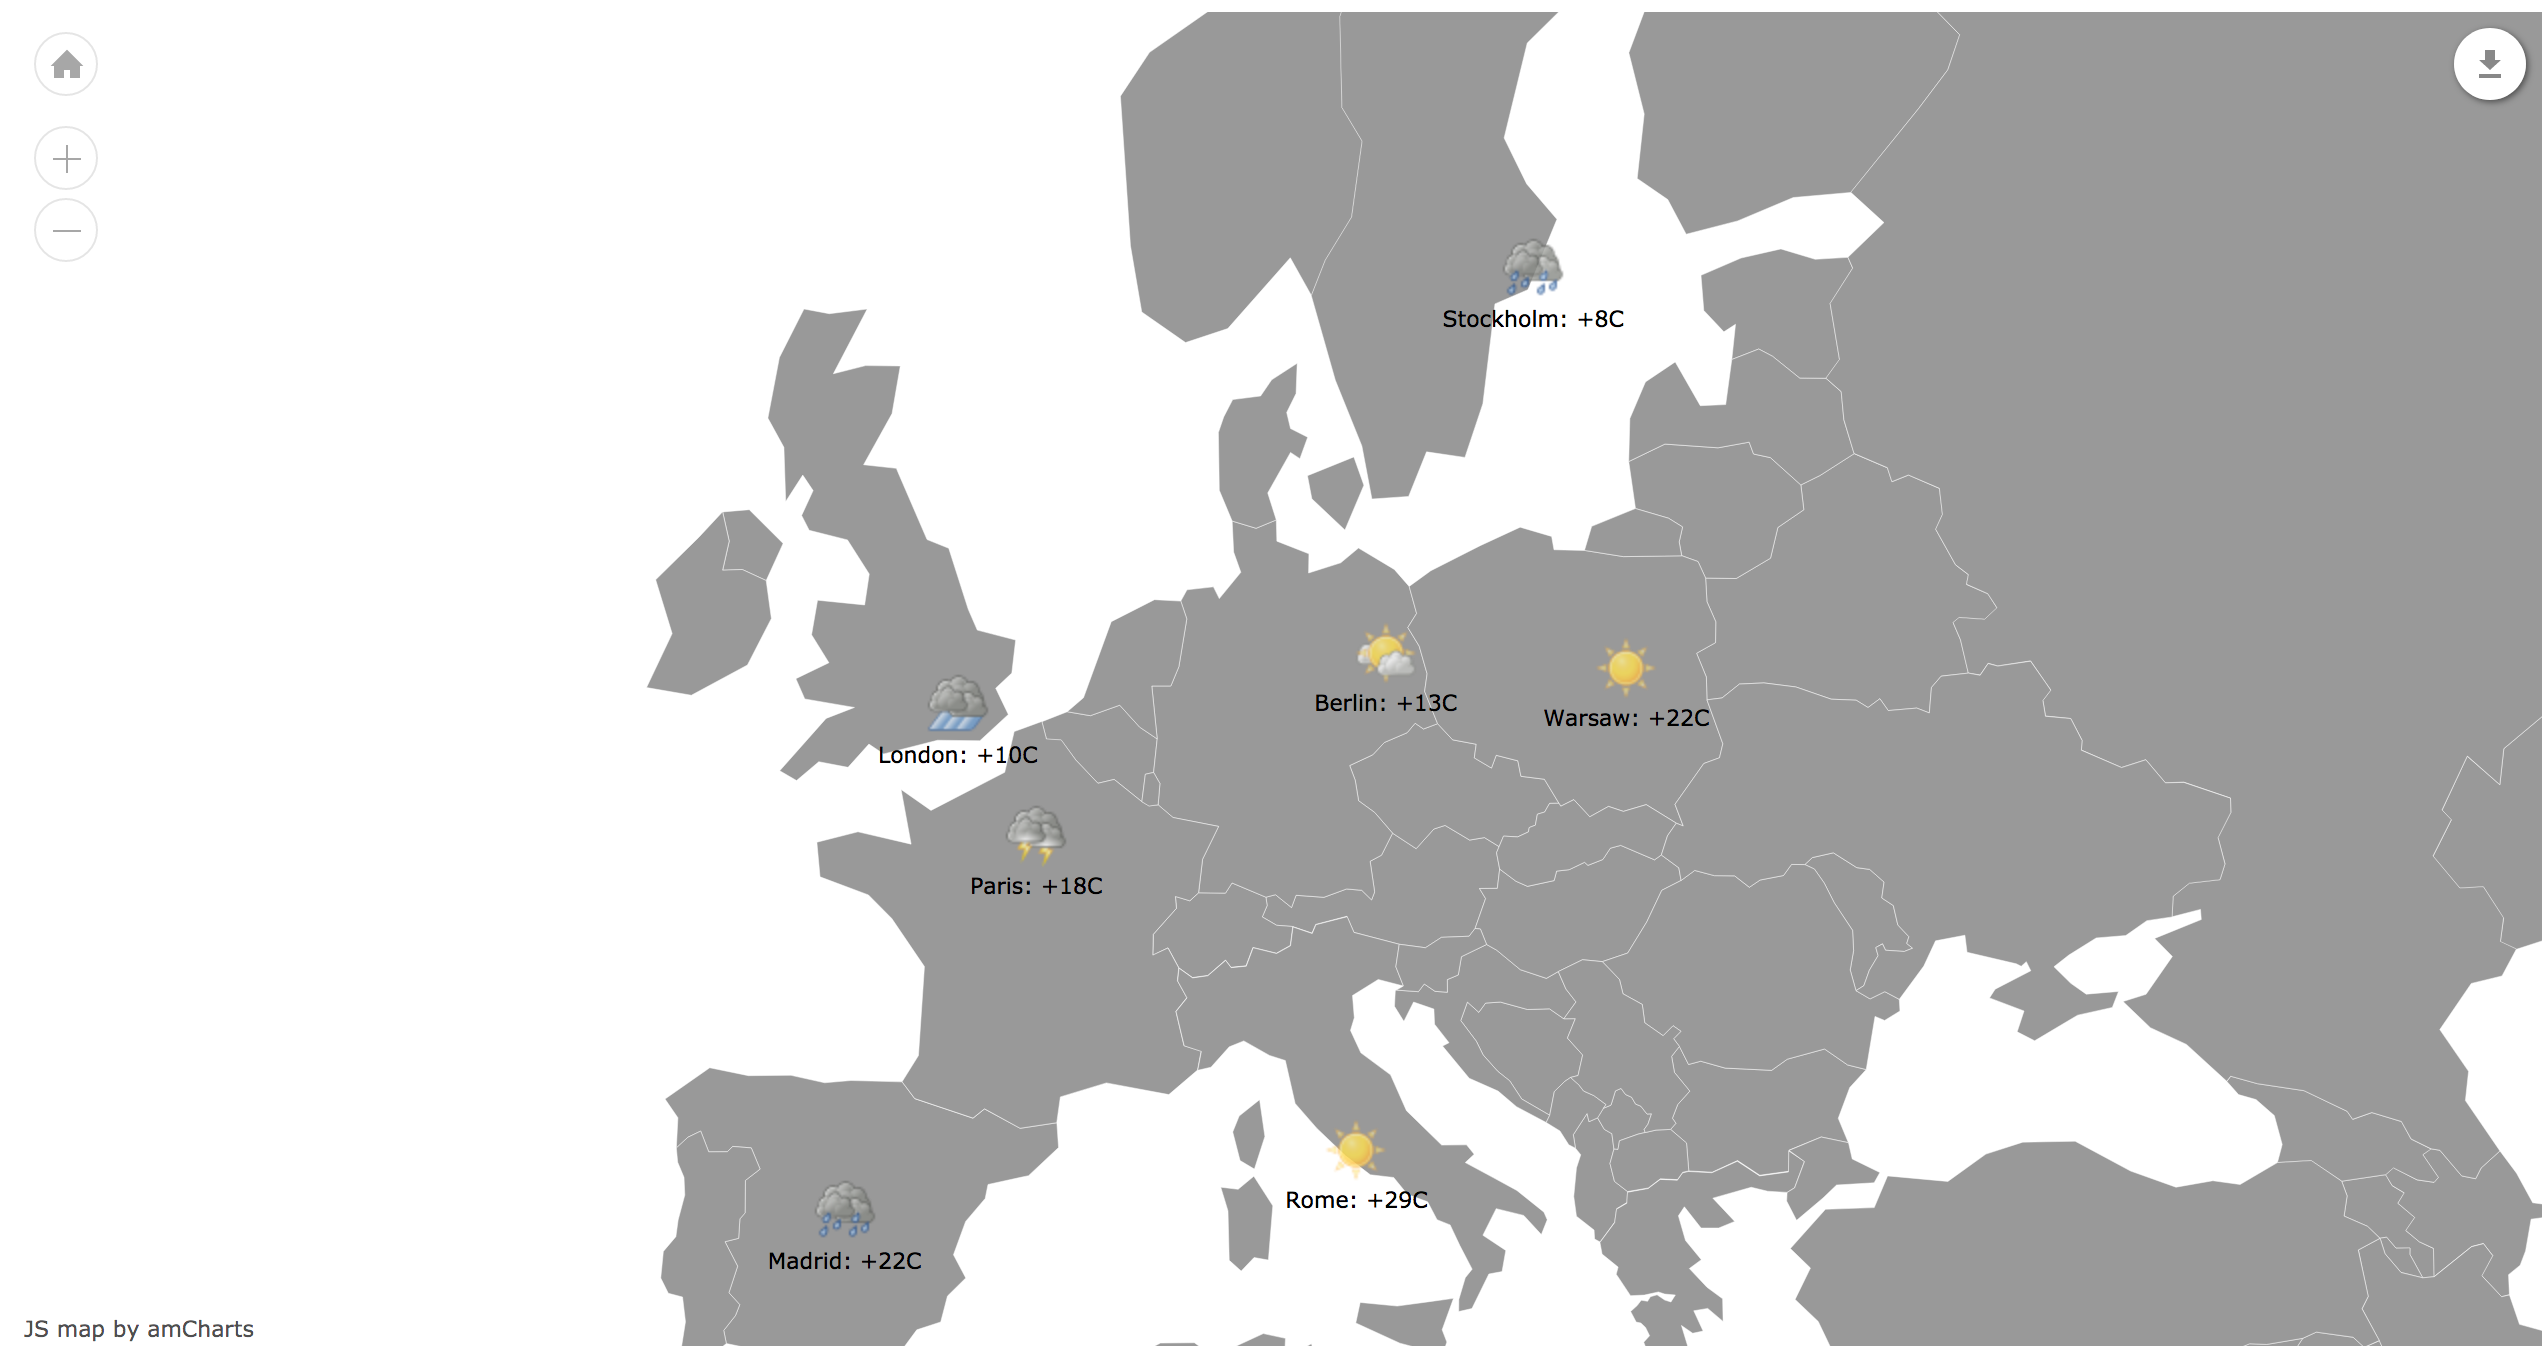 Stockholm: +8C
Berlin: +13C
Warsaw: +22C
London: +10C
Paris: +18C
Rome: +29C
Madrid: +22C
JS map by amCharts